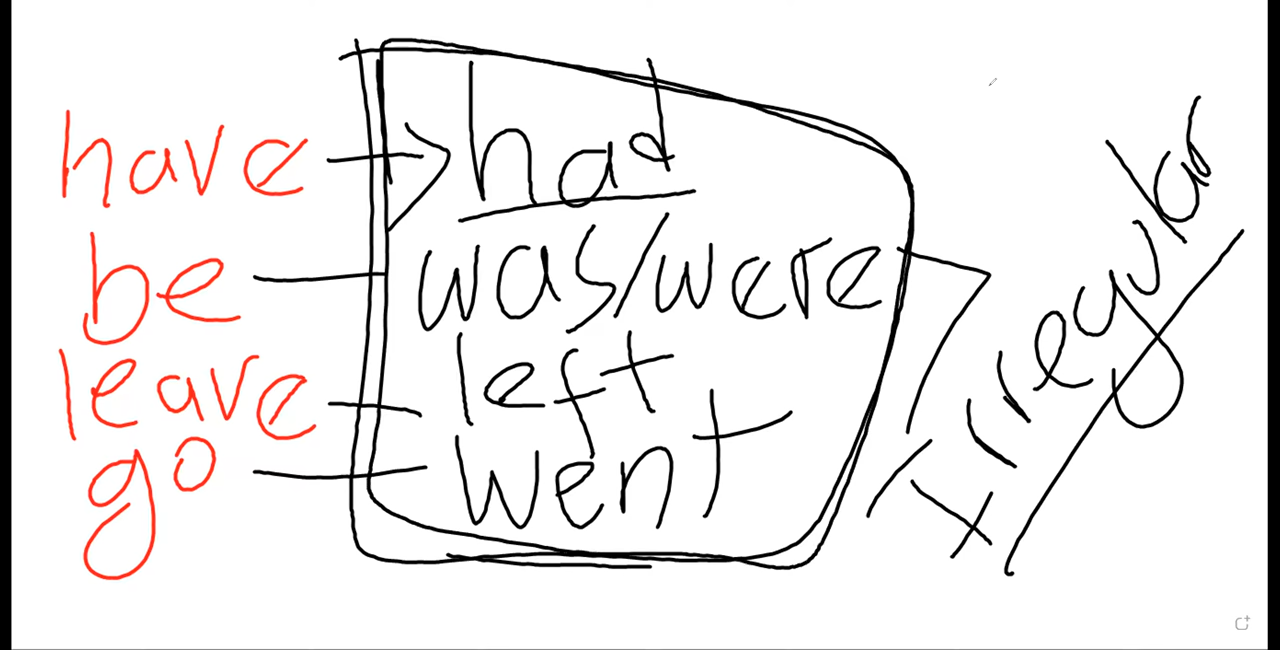 have had
be was/were
leave left
go went
Irregular